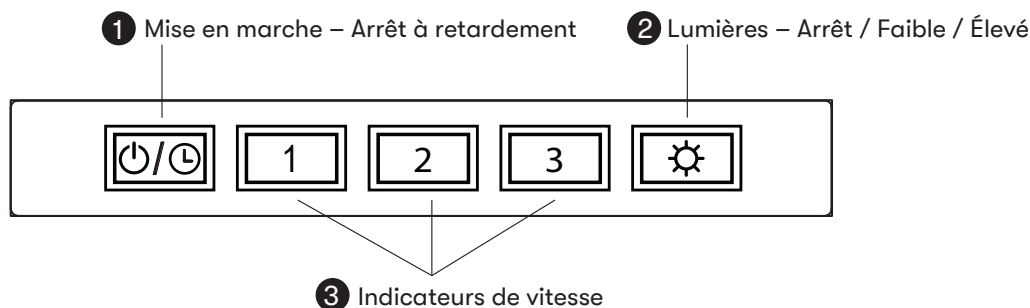 1 Mise en marche – Arrêt à retardement
2 Lumières – Arrêt / Faible / Élevé
/ 1 2 3
3 Indicateurs de vitesse